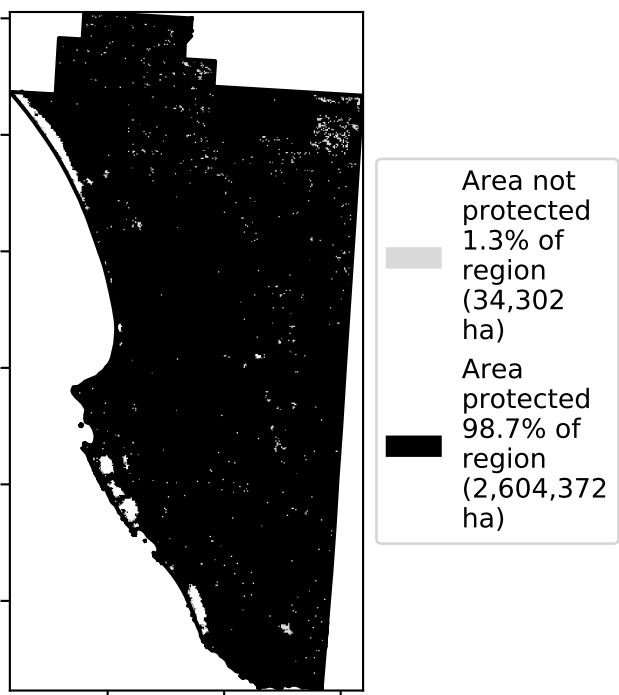 Area not
protected
1.3% of
region
(34,302
ha)
Area
protected
98.7% of
region
(2,604,372
ha)